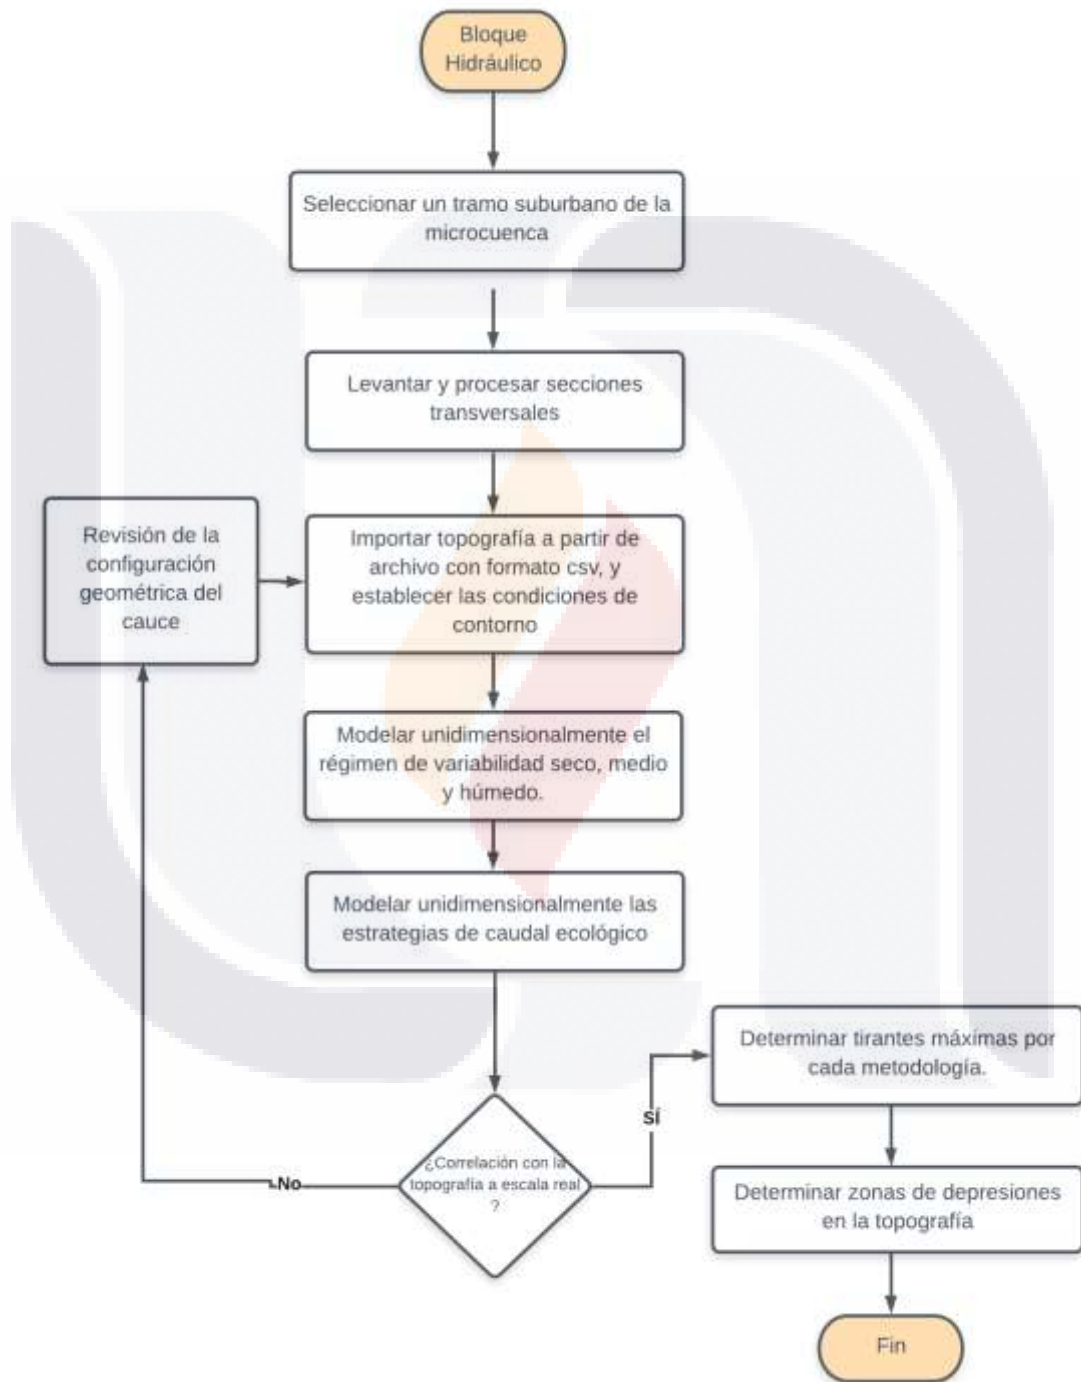 Bloque
Hidráulico
Seleccionar un tramo suburbano de la
microcuenca
Levantar y procesar secciones
transversales
Revisión de la
configuración
geométrica del
cauce
Importar topografía a partir de
archivo con formato csv, y
establecer las condiciones de
contorno
Modelar unidimensionalmente el
régimen de variabilidad seco, medio
y húmedo.
Modelar unidimensionalmente las
estrategias de caudal ecológico
¿Correlación con la
topografía a escala real
?
No
SÍ
Determinar tirantes máximas por
cada metodología.
Determinar zonas de depresiones
en la topografía
Fin